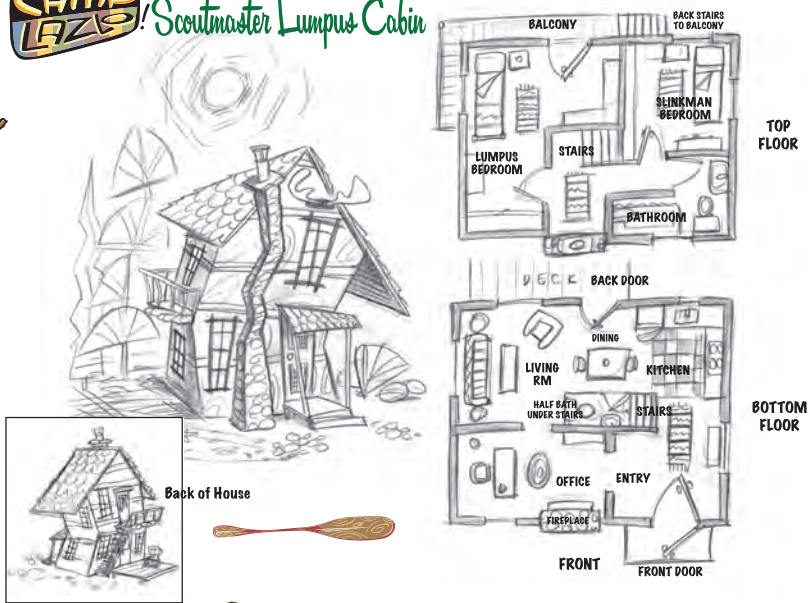 CAMP
LAZLO!
Scoutmaster Lumpus Cabin
BALCONY
BACK STAIRS
TO BALCONY
SLINKMAN
BEDROOM
TOP
FLOOR
STAIRS
LUMPUS
BEDROOM
BATHROOM
DECK
BACK DOOR
DINING
LIVING
RM
KITCHEN
HALF BATH
UNDER STAIRS
STAIRS
BOTTOM
FLOOR
OFFICE
ENTRY
FIREPLACE
FRONT
FRONT DOOR
Back of House